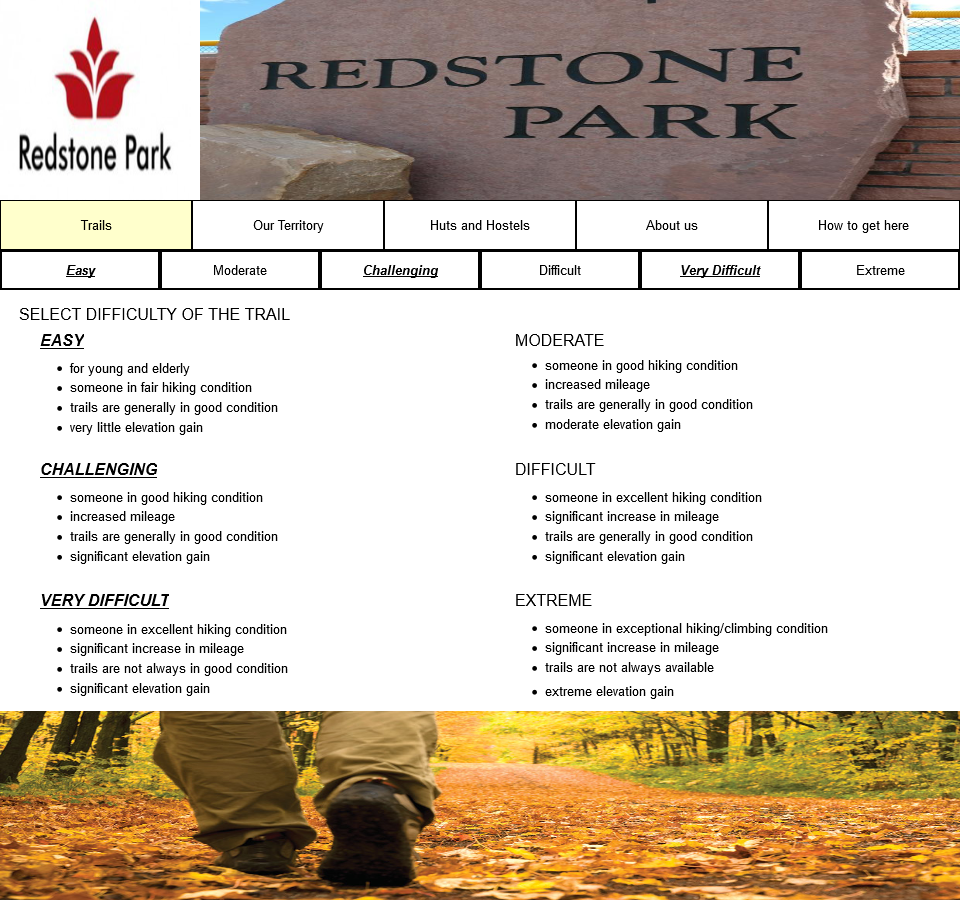 Redstone Park
REDSTONE
PARK
Trails
Our Territory
Huts and Hostels
About us
How to get here
Easy
Moderate
Challenging
Difficult
Very Difficult
Extreme
SELECT DIFFICULTY OF THE TRAIL
EASY
• for young and elderly
• someone in fair hiking condition
• trails are generally in good condition
• very little elevation gain
MODERATE
• someone in good hiking condition
• increased mileage
• trails are generally in good condition
• moderate elevation gain
CHALLENGING
• someone in good hiking condition
• increased mileage
• trails are generally in good condition
• significant elevation gain
DIFFICULT
• someone in excellent hiking condition
• significant increase in mileage
• trails are generally in good condition
• significant elevation gain
VERY DIFFICULT
• someone in excellent hiking condition
• significant increase in mileage
• trails are not always in good condition
• significant elevation gain
EXTREME
• someone in exceptional hiking/climbing condition
• significant increase in mileage
• trails are not always available
• extreme elevation gain